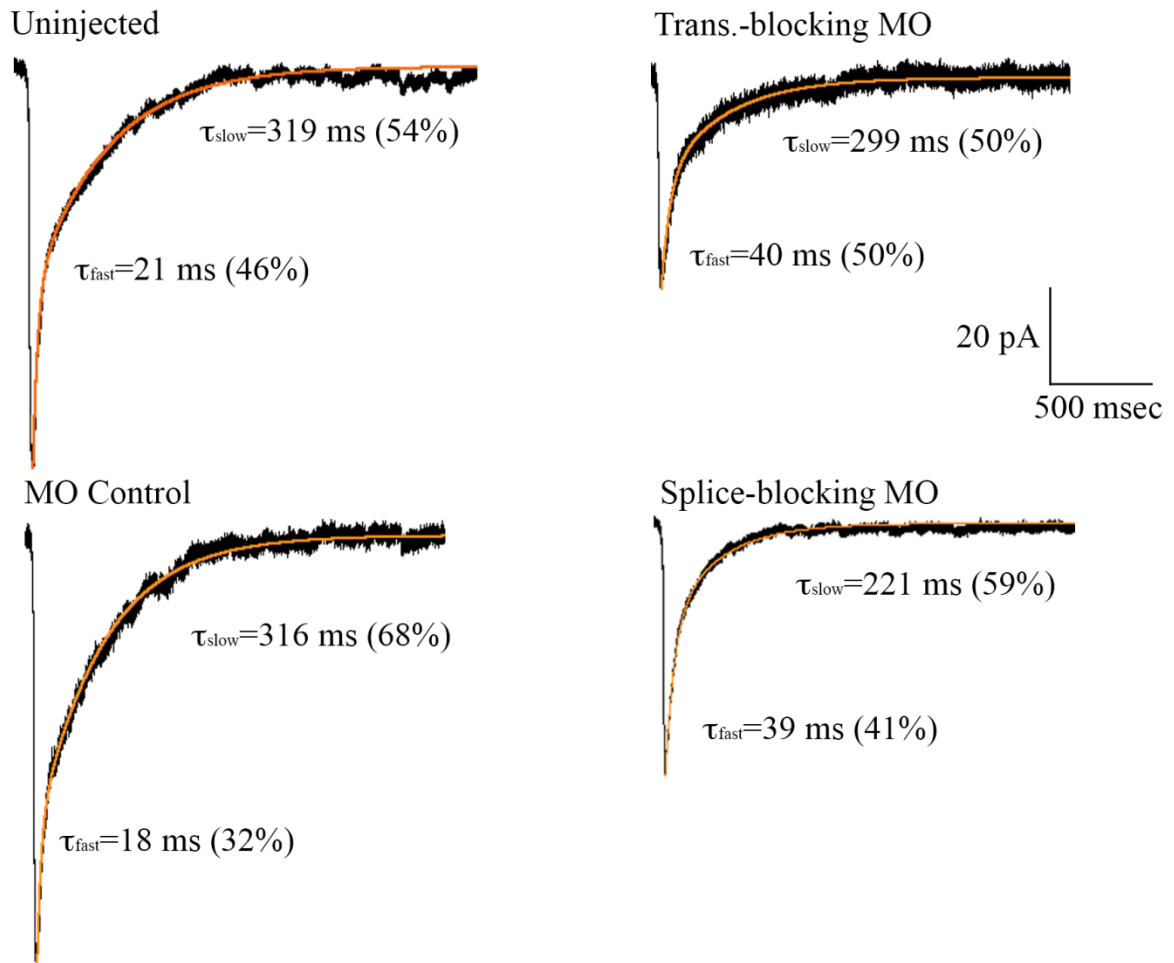 Uninjected
τslow=319 ms (54%)
τfast=21 ms (46%)
Trans.-blocking MO
τslow=299 ms (50%)
τfast=40 ms (50%)
20 pA
500 msec
MO Control
τslow=316 ms (68%)
τfast=18 ms (32%)
Splice-blocking MO
τslow=221 ms (59%)
τfast=39 ms (41%)